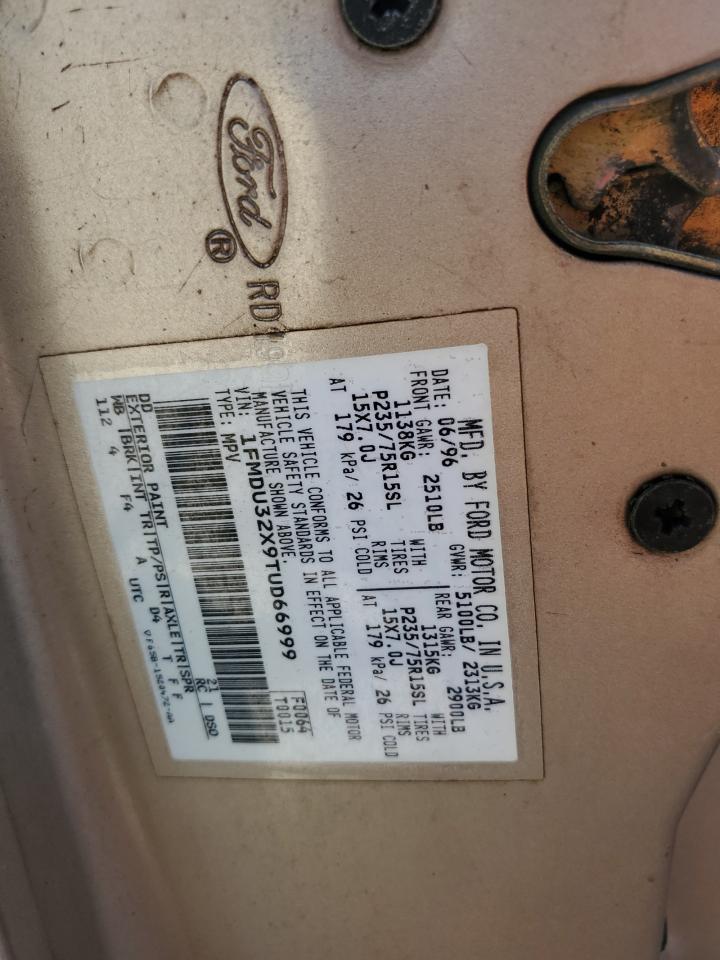 Ford
®
RD
MFD. BY FORD MOTOR CO. IN U.S.A.
DATE: 06/96 GVWR: 5100LB/ 2313KG
FRONT GAWR: 2510LB REAR GAWR: 2900LB
1138KG WITH 1315KG WITH
P235/75R15SL TIRES P235/75R15SL TIRES
15X7.0J RIMS 15X7.0J RIMS
AT 179 kPa/ 26 PSI COLD AT 179 kPa/ 26 PSI COLD
THIS VEHICLE CONFORMS TO ALL APPLICABLE FEDERAL MOTOR
VEHICLE SAFETY STANDARDS IN EFFECT ON THE DATE OF
MANUFACTURE SHOWN ABOVE.
VIN: 1FMDU32X9TUD66999 F0064
TYPE: MPV T0015
21
RC DSO
DD
EXTERIOR PAINT
WB BRK INT TR TP/PS R AXLE TR SPR
112 4 F4 A D4 T F F
UTC